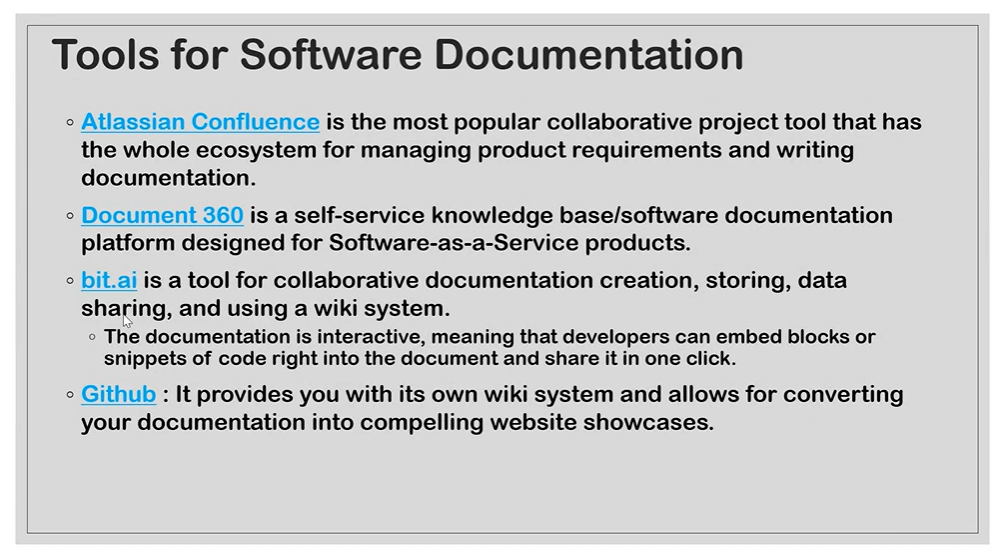 Tools for Software Documentation
Atlassian Confluence is the most popular collaborative project tool that has
the whole ecosystem for managing product requirements and writing
documentation.
Document 360 is a self-service knowledge base/software documentation
platform designed for Software-as-a-Service products.
bit.ai is a tool for collaborative documentation creation, storing, data
sharing, and using a wiki system.
The documentation is interactive, meaning that developers can embed blocks or
snippets of code right into the document and share it in one click.
Github : It provides you with its own wiki system and allows for converting
your documentation into compelling website showcases.